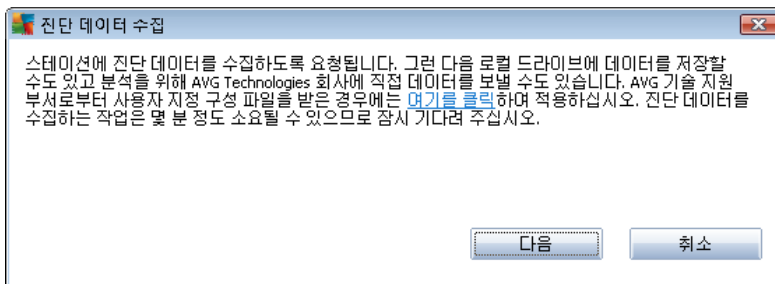 진단 데이터 수집
스테이션에 진단 데이터를 수집하도록 요청됩니다. 그런 다음 로컬 드라이브에 데이터를 저장할
수도 있고 분석을 위해 AVG Technologies 회사에 직접 데이터를 보낼 수도 있습니다. AVG 기술 지원
부서로부터 사용자 지정 구성 파일을 받은 경우에는 여기를 클릭하여 적용하십시오. 진단 데이터를
수집하는 작업은 몇 분 정도 소요될 수 있으므로 잠시 기다려 주십시오.
다음 취소